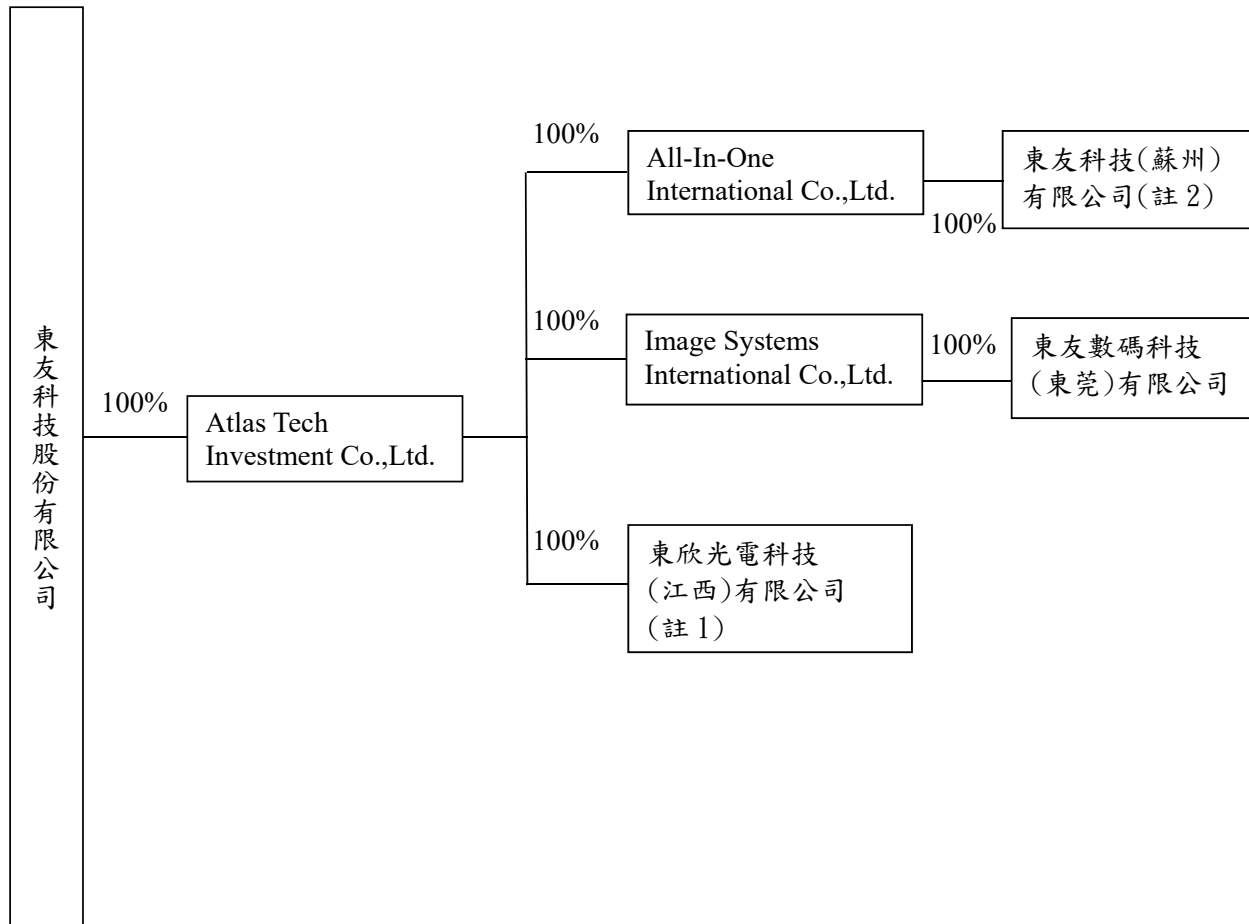 東友科技股份有限公司
100%
Atlas Tech
Investment Co.,Ltd.
100%
All-In-One
International Co.,Ltd.
100%
東友科技(蘇州)
有限公司(註 2)
100%
Image Systems
International Co.,Ltd.
100%
東友數碼科技
(東莞)有限公司
100%
東欣光電科技
(江西)有限公司
(註 1)